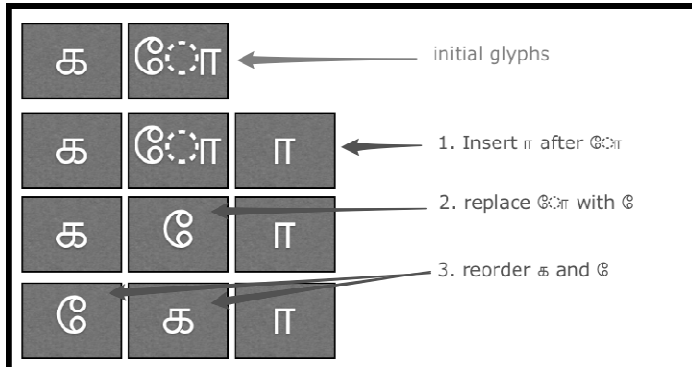 க ோ initial glyphs
க ோ ா 1. Insert ா after ோ
க ே ா 2. replace ோ with ே
ே க ா 3. reorder க and ே